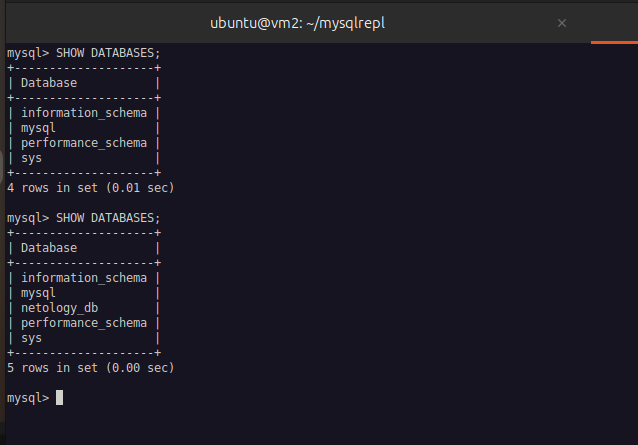 ubuntu@vm2: ~/mysqlrepl ×
mysql> SHOW DATABASES;
+--------------------+
| Database           |
+--------------------+
| information_schema |
| mysql              |
| performance_schema |
| sys                |
+--------------------+
4 rows in set (0.01 sec)

mysql> SHOW DATABASES;
+--------------------+
| Database           |
+--------------------+
| information_schema |
| mysql              |
| netology_db        |
| performance_schema |
| sys                |
+--------------------+
5 rows in set (0.00 sec)

mysql>